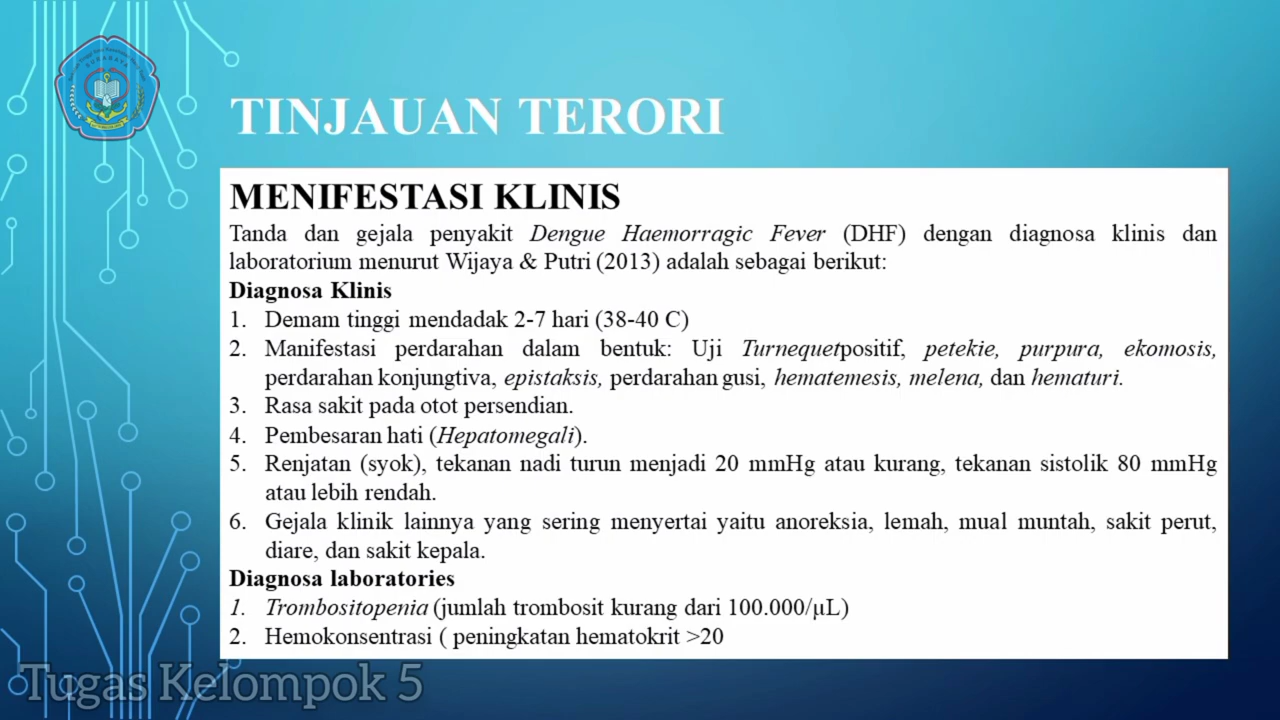 SURABAYA
TINJAUAN TERORI
MENIFESTASI KLINIS
Tanda dan gejala penyakit Dengue Haemorragic Fever (DHF) dengan diagnosa klinis dan
laboratorium menurut Wijaya & Putri (2013) adalah sebagai berikut:
Diagnosa Klinis
1. Demam tinggi mendadak 2-7 hari (38-40 C)
2. Manifestasi perdarahan dalam bentuk: Uji Turnequetpositif, petekie, purpura, ekomosis,
perdarahan konjungtiva, epistaksis, perdarahan gusi, hematemesis, melena, dan hematuri.
3. Rasa sakit pada otot persendian.
4. Pembesaran hati (Hepatomegali).
5. Renjatan (syok), tekanan nadi turun menjadi 20 mmHg atau kurang, tekanan sistolik 80 mmHg
atau lebih rendah.
6. Gejala klinik lainnya yang sering menyertai yaitu anoreksia, lemah, mual muntah, sakit perut,
diare, dan sakit kepala.
Diagnosa laboratories
1. Trombositopenia (jumlah trombosit kurang dari 100.000/µL)
2. Hemokonsentrasi ( peningkatan hematokrit >20
Tugas Kelompok 5